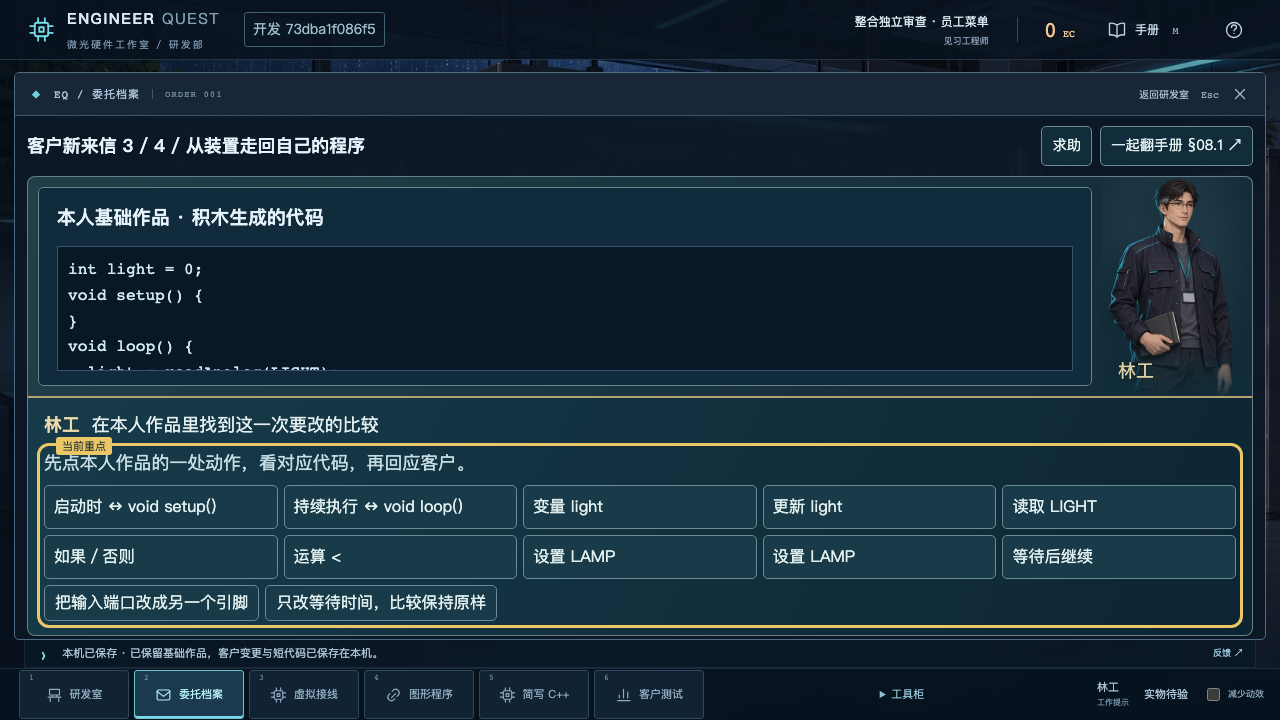 ENGINEER QUEST
微光硬件工作室 / 研发部
开发 73dba1f086f5
整合独立审查 · 员工菜单
见习工程师
0 EC
手册 M
EQ / 委托档案 | ORDER 001
返回研发室 Esc
客户新来信 3 / 4 / 从装置走回自己的程序
求助
一起翻手册 §08.1 ↗
本人基础作品 · 积木生成的代码
int light = 0;
void setup() {
}
void loop() {
林工
林工 在本人作品里找到这一次要改的比较
当前重点
先点本人作品的一处动作，看对应代码，再回应客户。
启动时 ↔ void setup()
持续执行 ↔ void loop()
变量 light
更新 light
读取 LIGHT
如果 / 否则
运算 <
设置 LAMP
设置 LAMP
等待后继续
把输入端口改成另一个引脚
只改等待时间，比较保持原样
› 本机已保存 · 已保留基础作品，客户变更与短代码已保存在本机。
反馈 ↗
1 研发室
2 委托档案
3 虚拟接线
4 图形程序
5 简写 C++
6 客户测试
▸ 工具柜
林工
工作提示
实物待验
减少动效